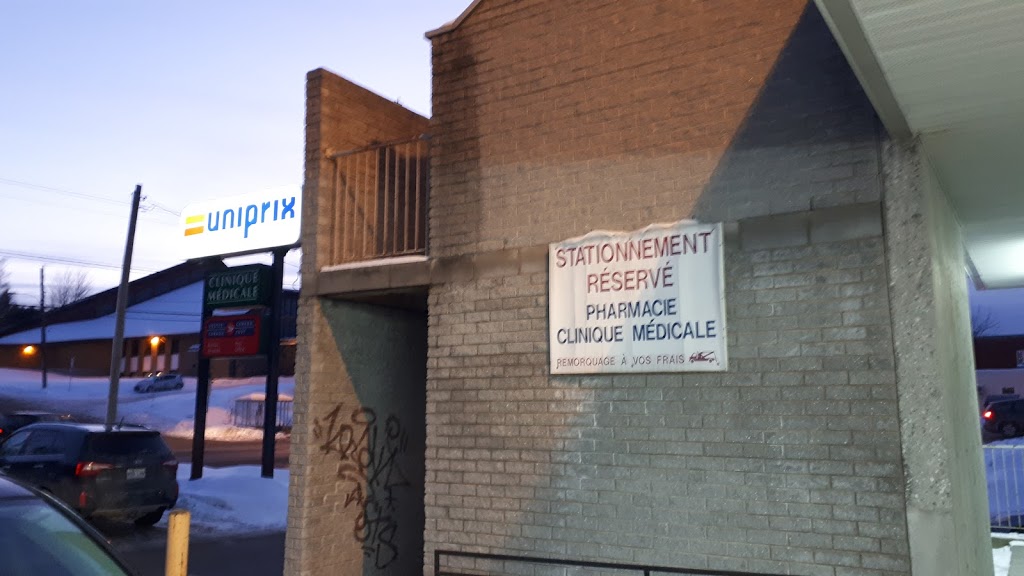 uniprix
CLINIQUE
MÉDICALE
STATIONNEMENT
RÉSERVÉ
PHARMACIE
CLINIQUE MÉDICALE
REMORQUAGE À VOS FRAIS